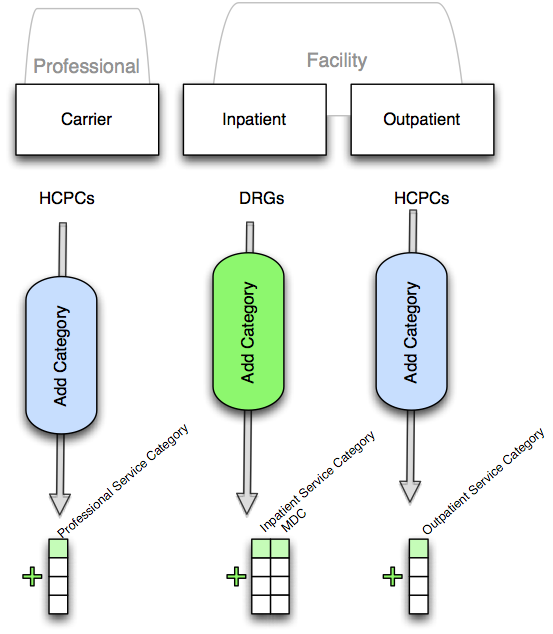 Professional
Facility
Carrier
Inpatient
Outpatient
HCPCs
DRGs
HCPCs
Add Category
Add Category
Add Category
Professional Service Category
Inpatient Service Category
MDC
Outpatient Service Category